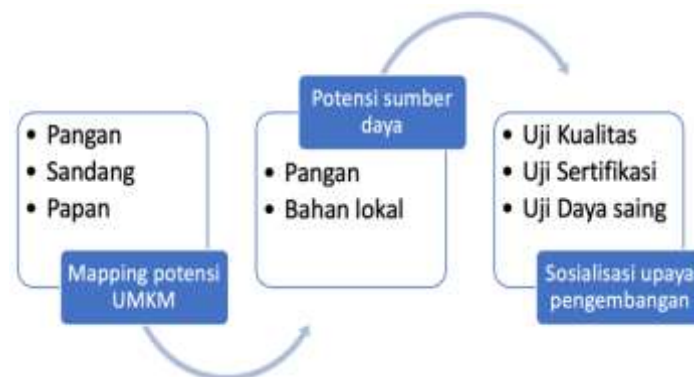 • Pangan
• Sandang
• Papan
Mapping potensi
UMKM
Potensi sumber
daya
• Pangan
• Bahan lokal
• Uji Kualitas
• Uji Sertifikasi
• Uji Daya saing
Sosialisasi upaya
pengembangan